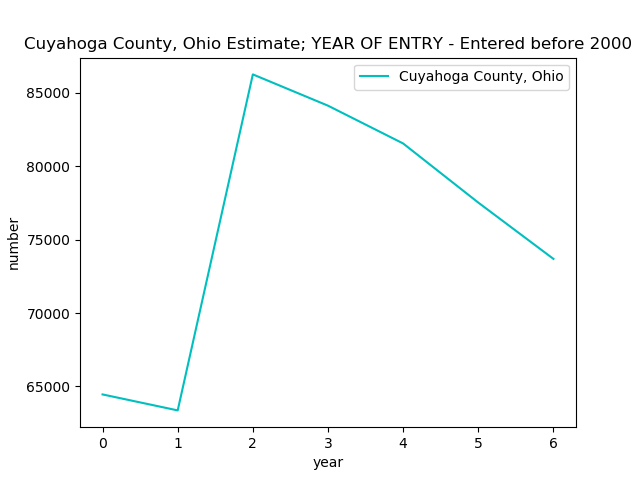 Cuyahoga County, Ohio Estimate; YEAR OF ENTRY - Entered before 2000
Cuyahoga County, Ohio
85000
80000
75000
70000
65000
number
0 1 2 3 4 5 6
year